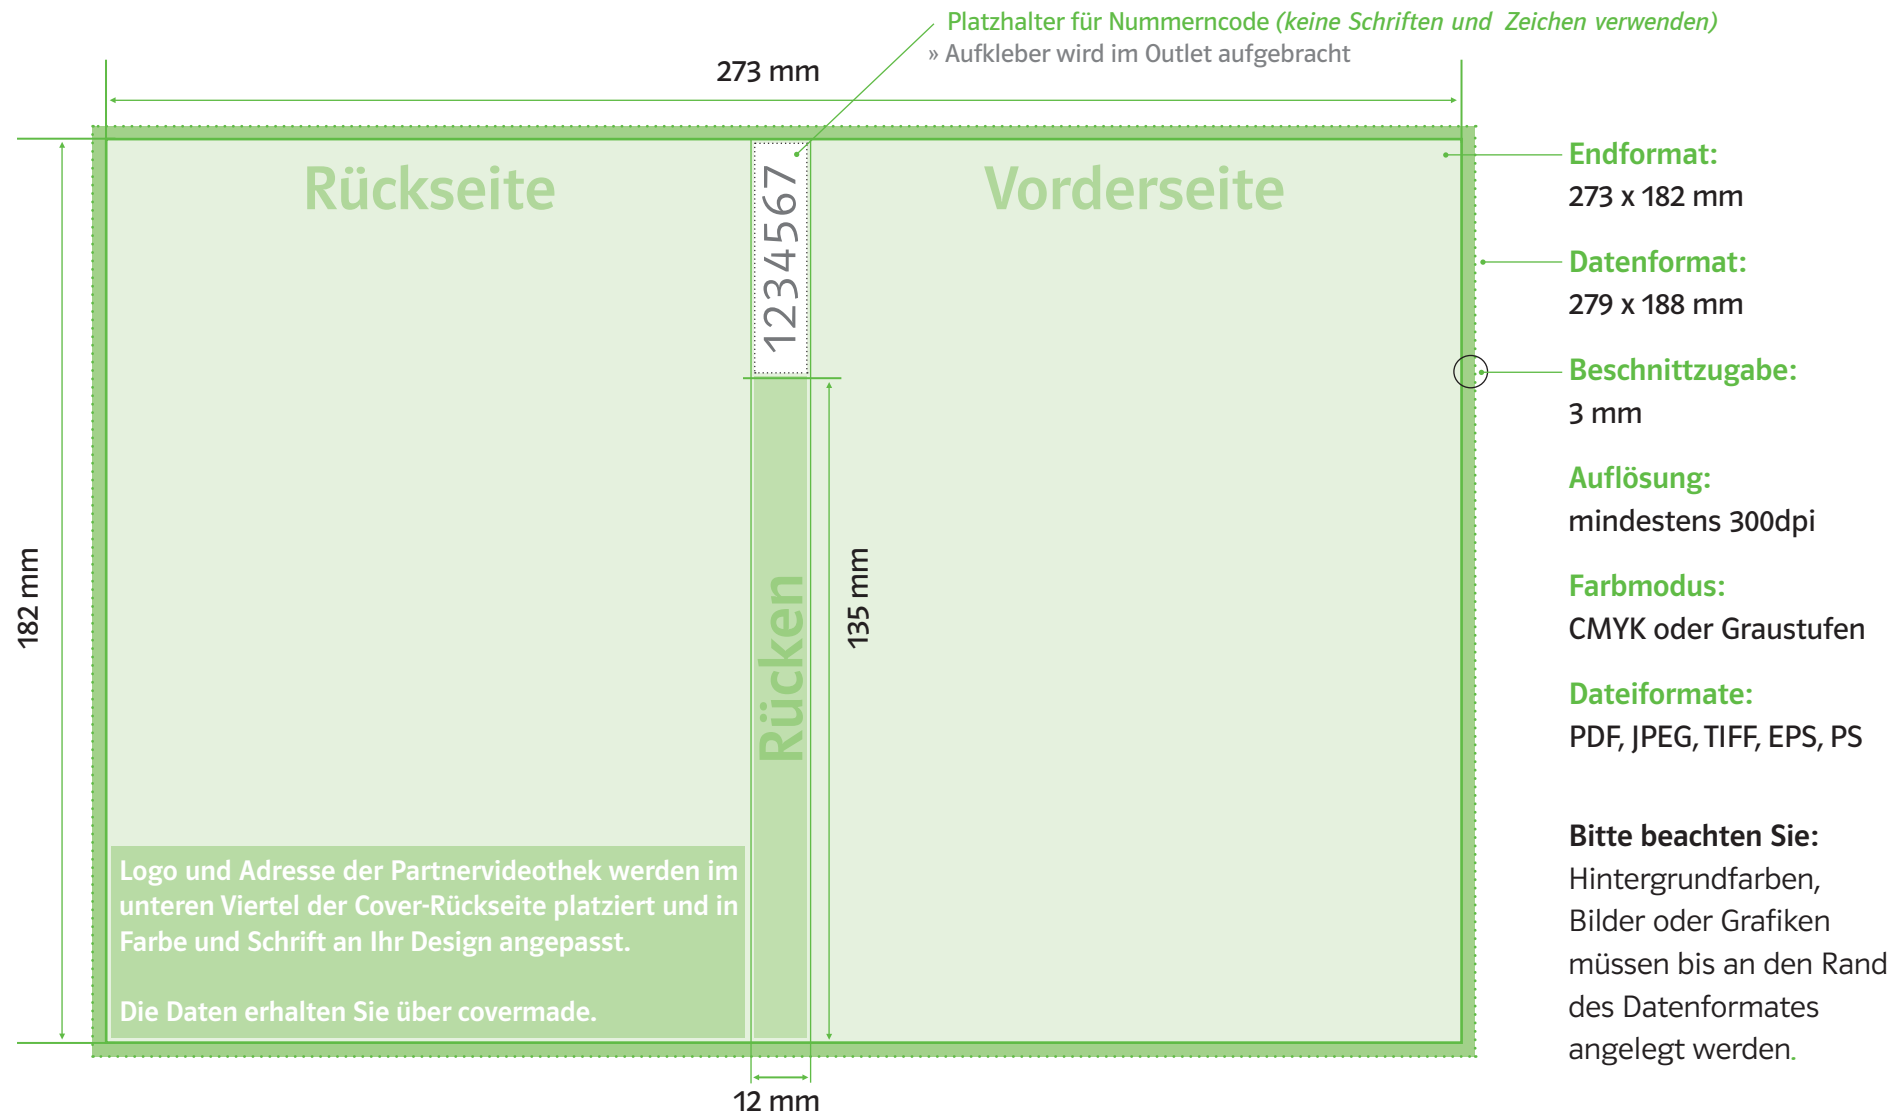 Platzhalter für Nummerncode (keine Schriften und Zeichen verwenden)
» Aufkleber wird im Outlet aufgebracht
273 mm
Rückseite
1234567
Vorderseite
182 mm
Rücken
135 mm
Logo und Adresse der Partnervideothek werden im
unteren Viertel der Cover-Rückseite platziert und in
Farbe und Schrift an Ihr Design angepasst.
Die Daten erhalten Sie über covermade.
12 mm
Endformat:
273 x 182 mm
Datenformat:
279 x 188 mm
Beschnittzugabe:
3 mm
Auflösung:
mindestens 300dpi
Farbmodus:
CMYK oder Graustufen
Dateiformate:
PDF, JPEG, TIFF, EPS, PS
Bitte beachten Sie:
Hintergrundfarben,
Bilder oder Grafiken
müssen bis an den Rand
des Datenformates
angelegt werden.